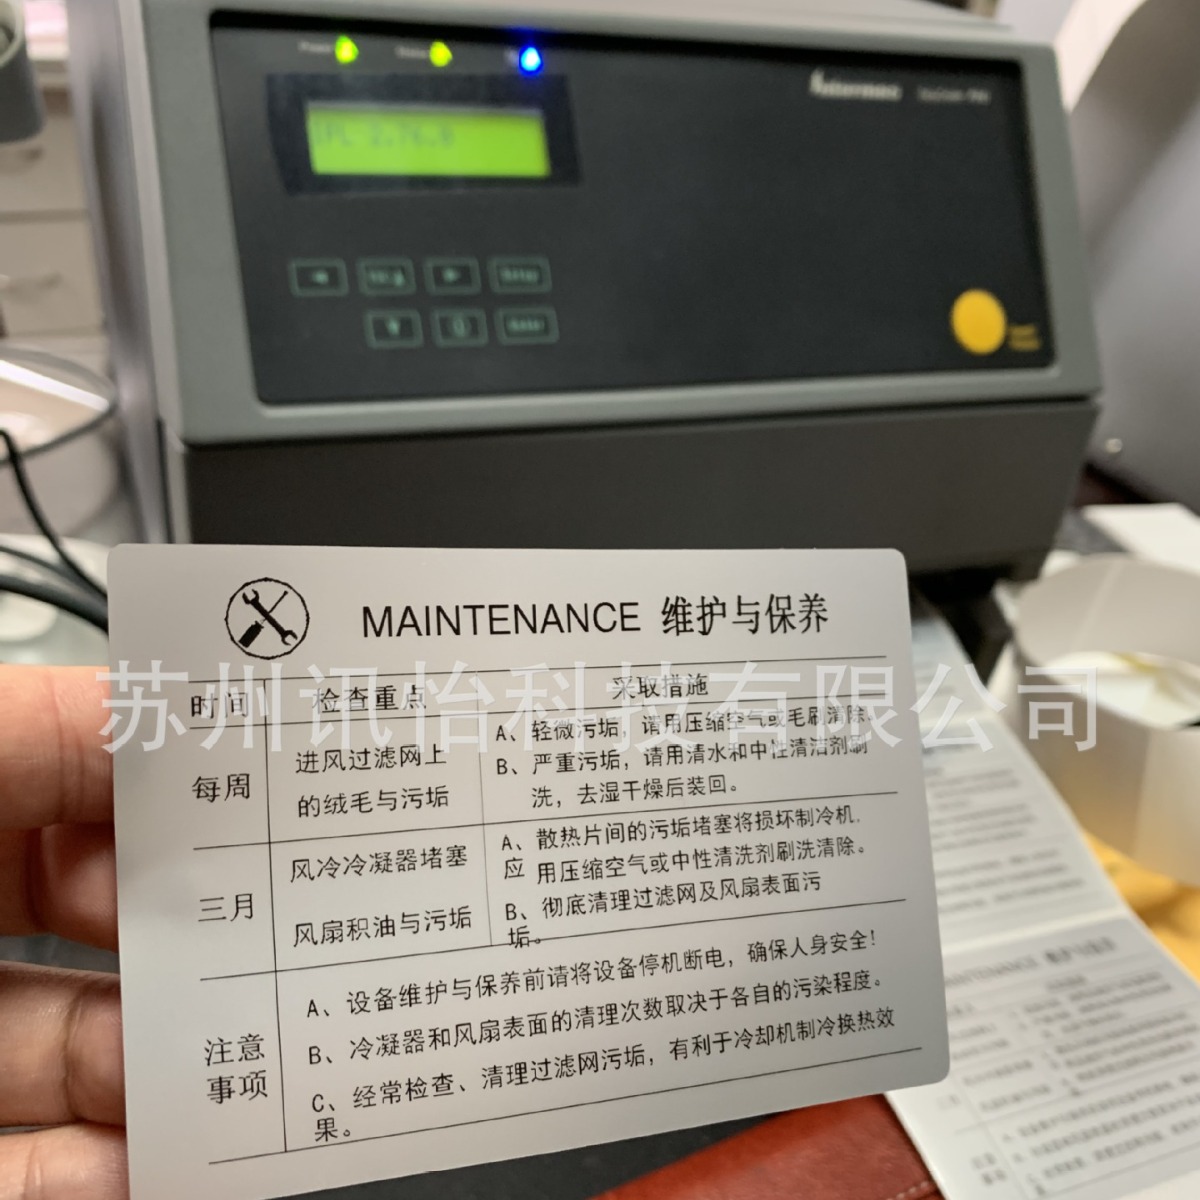 Intermec
IPL 2.76.0
MAINTENANCE 维护与保养
苏州讯怡科技有限公司
时间 检查重点 采取措施
每周
进风过滤网上
的绒毛与污垢
A、轻微污垢，请用压缩空气或毛刷清除。
B、严重污垢，请用清水和中性清洁剂刷
洗，去湿干燥后装回。
三月
风冷冷凝器堵塞
风扇积油与污垢
A、散热片间的污垢堵塞将损坏制冷机，
应用压缩空气或中性清洗剂刷洗清除。
B、彻底清理过滤网及风扇表面污
垢。
注意
事项
A、设备维护与保养前请将设备停机断电，确保人身安全！
B、冷凝器和风扇表面的清理次数取决于各自的污染程度。
C、经常检查、清理过滤网污垢，有利于冷却机制冷换热效
果。